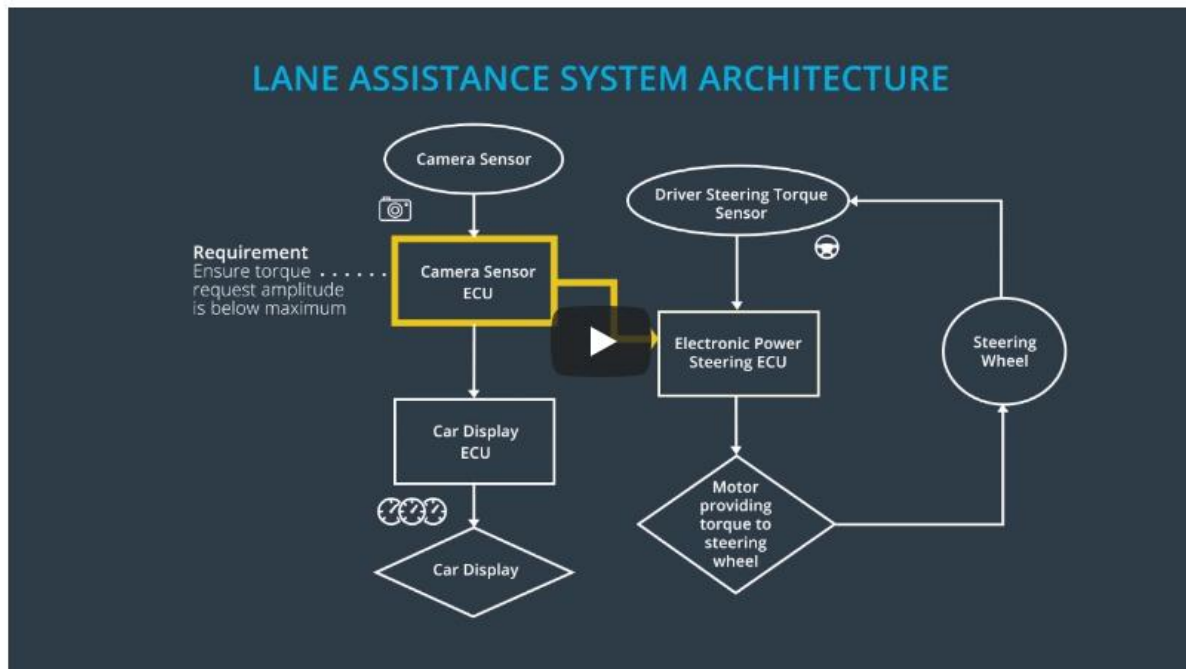 LANE ASSISTANCE SYSTEM ARCHITECTURE
Camera Sensor
Driver Steering Torque
Sensor
Requirement
Ensure torque
request amplitude
is below maximum
Camera Sensor
ECU
Electronic Power
Steering ECU
Steering
Wheel
Car Display
ECU
Motor
providing
torque to
steering
wheel
Car Display